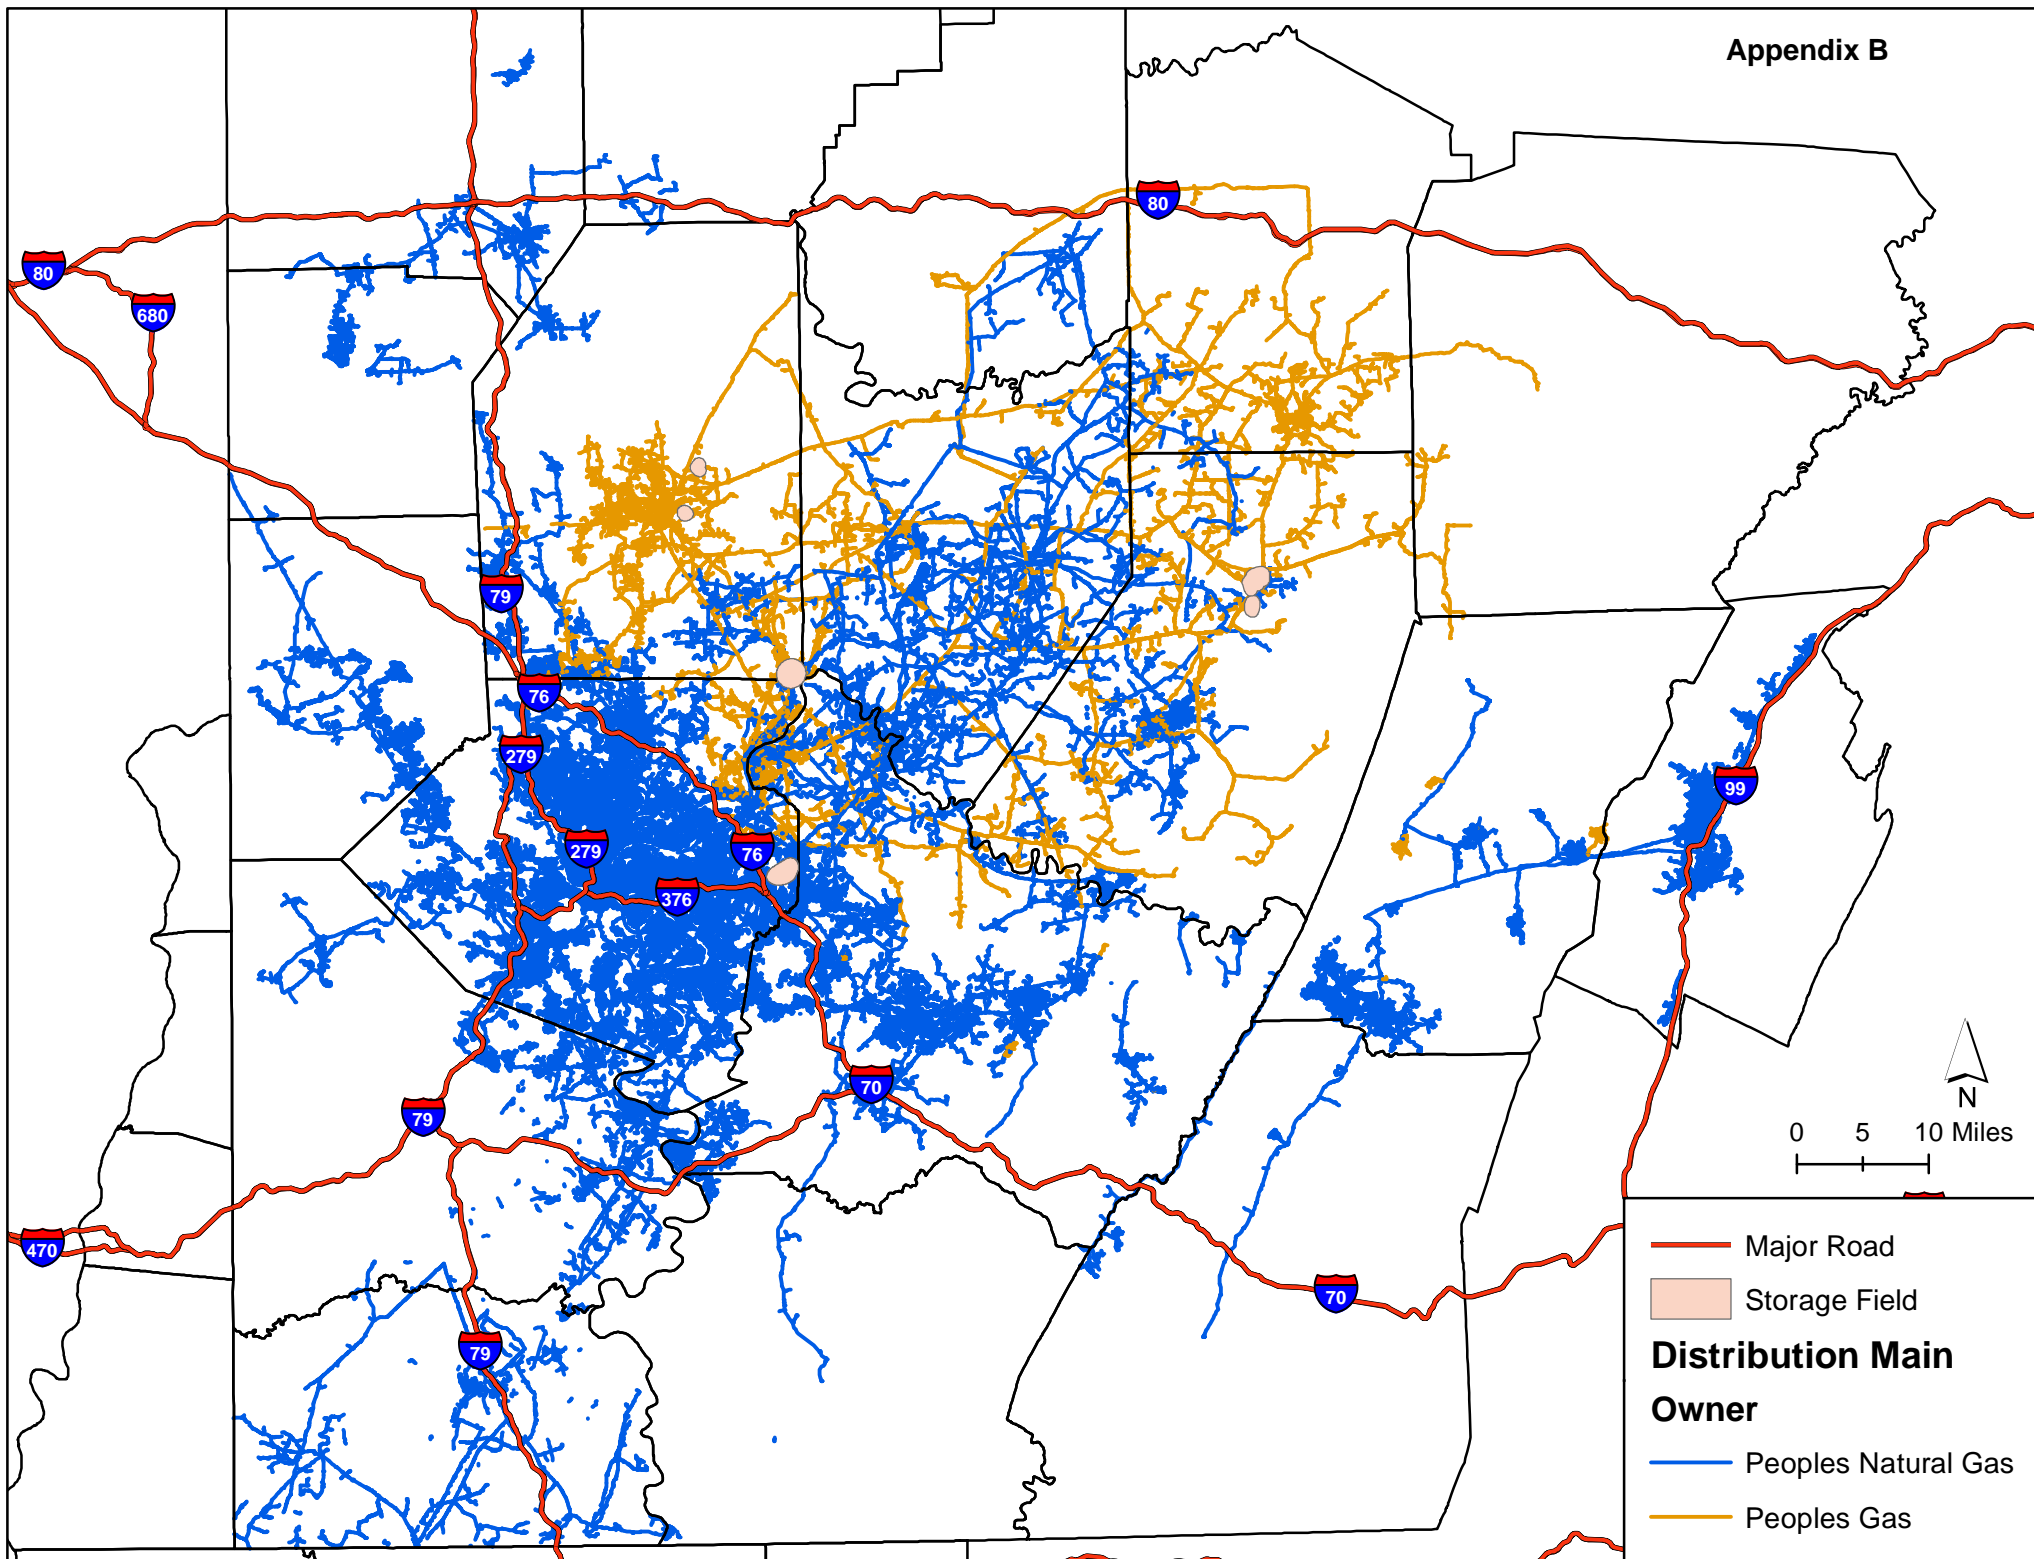 Appendix B
80
80
680
79
76
279
99
279
76
376
70
79
N
0 5 10 Miles
470
Major Road
70
Storage Field
79
Distribution Main
Owner
Peoples Natural Gas
Peoples Gas